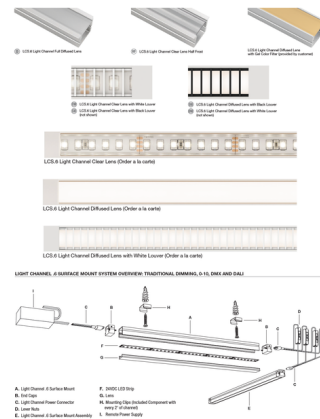 LCS.6 Light Channel Full Diffused Lens
LCS.6 Light Channel Clear Lens Half Frost
LCS.6 Light Channel Diffused Lens
with Gel Color Filter (provided by customer)
LCS.6 Light Channel Clear Lens with White Louver
LCS.6 Light Channel Clear Lens with Black Louver
(not shown)
LCS.6 Light Channel Diffused Lens with Black Louver
LCS.6 Light Channel Diffused Lens with White Louver
(not shown)
LCS.6 Light Channel Clear Lens (Order a la carte)
LCS.6 Light Channel Diffused Lens (Order a la carte)
LCS.6 Light Channel Diffused Lens with White Louver (Order a la carte)
LIGHT CHANNEL .6 SURFACE MOUNT SYSTEM OVERVIEW: TRADITIONAL DIMMING, 0-10, DMX AND DALI
I
C
B
H
A
H
B
C
D
F
G
E
C
A. Light Channel .6 Surface Mount
B. End Caps
C. Light Channel Power Connector
D. Lever Nuts
E. Light Channel .6 Surface Mount Assembly
F. 24VDC LED Strip
G. Lens
H. Mounting Clips (Included Component with
every 2' of channel)
I. Remote Power Supply